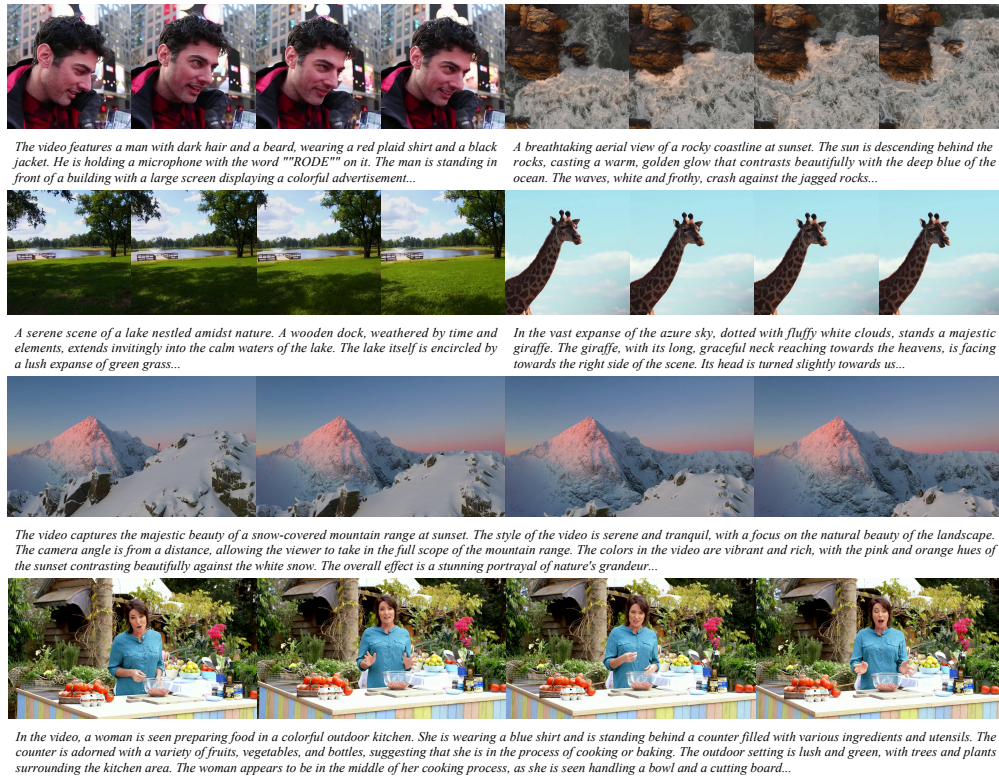 The video features a man with dark hair and a beard, wearing a red plaid shirt and a black
jacket. He is holding a microphone with the word ""RODE"" on it. The man is standing in
front of a building with a large screen displaying a colorful advertisement...
A breathtaking aerial view of a rocky coastline at sunset. The sun is descending behind the
rocks, casting a warm, golden glow that contrasts beautifully with the deep blue of the
ocean. The waves, white and frothy, crash against the jagged rocks...
A serene scene of a lake nestled amidst nature. A wooden dock, weathered by time and
elements, extends invitingly into the calm waters of the lake. The lake itself is encircled by
a lush expanse of green grass...
In the vast expanse of the azure sky, dotted with fluffy white clouds, stands a majestic
giraffe. The giraffe, with its long, graceful neck reaching towards the heavens, is facing
towards the right side of the scene. Its head is turned slightly towards us...
The video captures the majestic beauty of a snow-covered mountain range at sunset. The style of the video is serene and tranquil, with a focus on the natural beauty of the landscape.
The camera angle is from a distance, allowing the viewer to take in the full scope of the mountain range. The colors in the video are vibrant and rich, with the pink and orange hues of
the sunset contrasting beautifully against the white snow. The overall effect is a stunning portrayal of nature's grandeur...
In the video, a woman is seen preparing food in a colorful outdoor kitchen. She is wearing a blue shirt and is standing behind a counter filled with various ingredients and utensils. The
counter is adorned with a variety of fruits, vegetables, and bottles, suggesting that she is in the process of cooking or baking. The outdoor setting is lush and green, with trees and plants
surrounding the kitchen area. The woman appears to be in the middle of her cooking process, as she is seen handling a bowl and a cutting board...